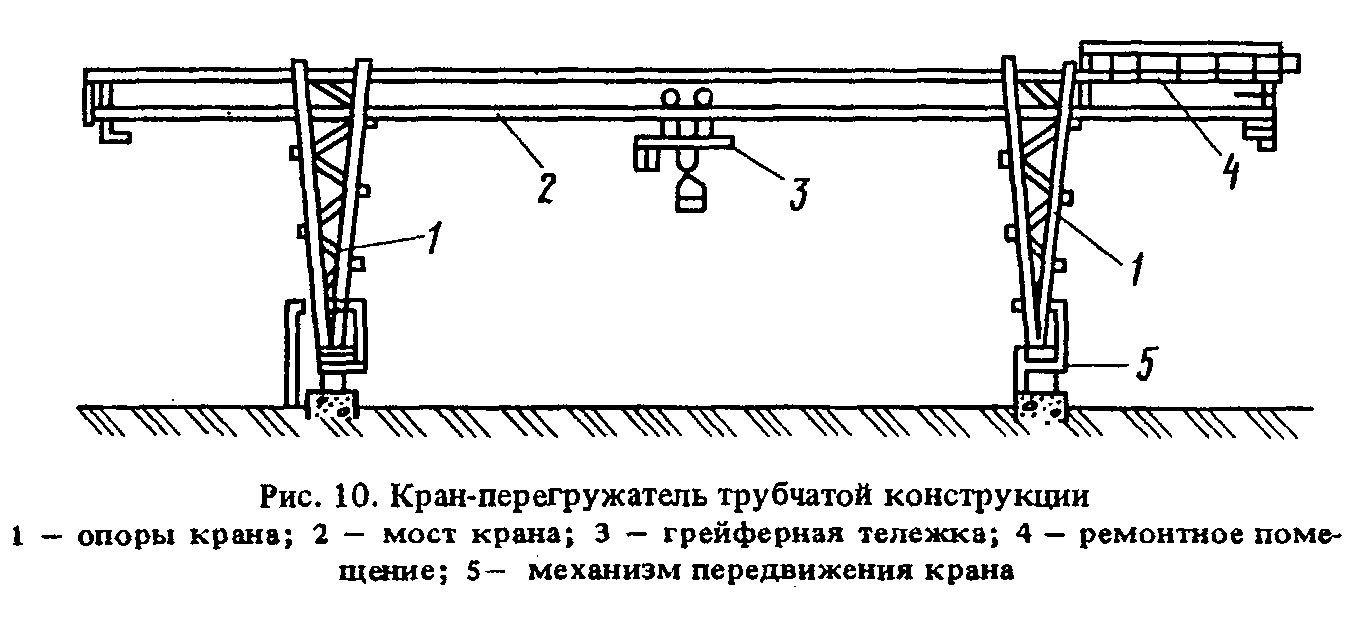 2
3
4
1
1
5
Рис. 10. Кран-перегружатель трубчатой конструкции
1 — опоры крана; 2 — мост крана; 3 — грейферная тележка; 4 — ремонтное поме-
щение; 5— механизм передвижения крана